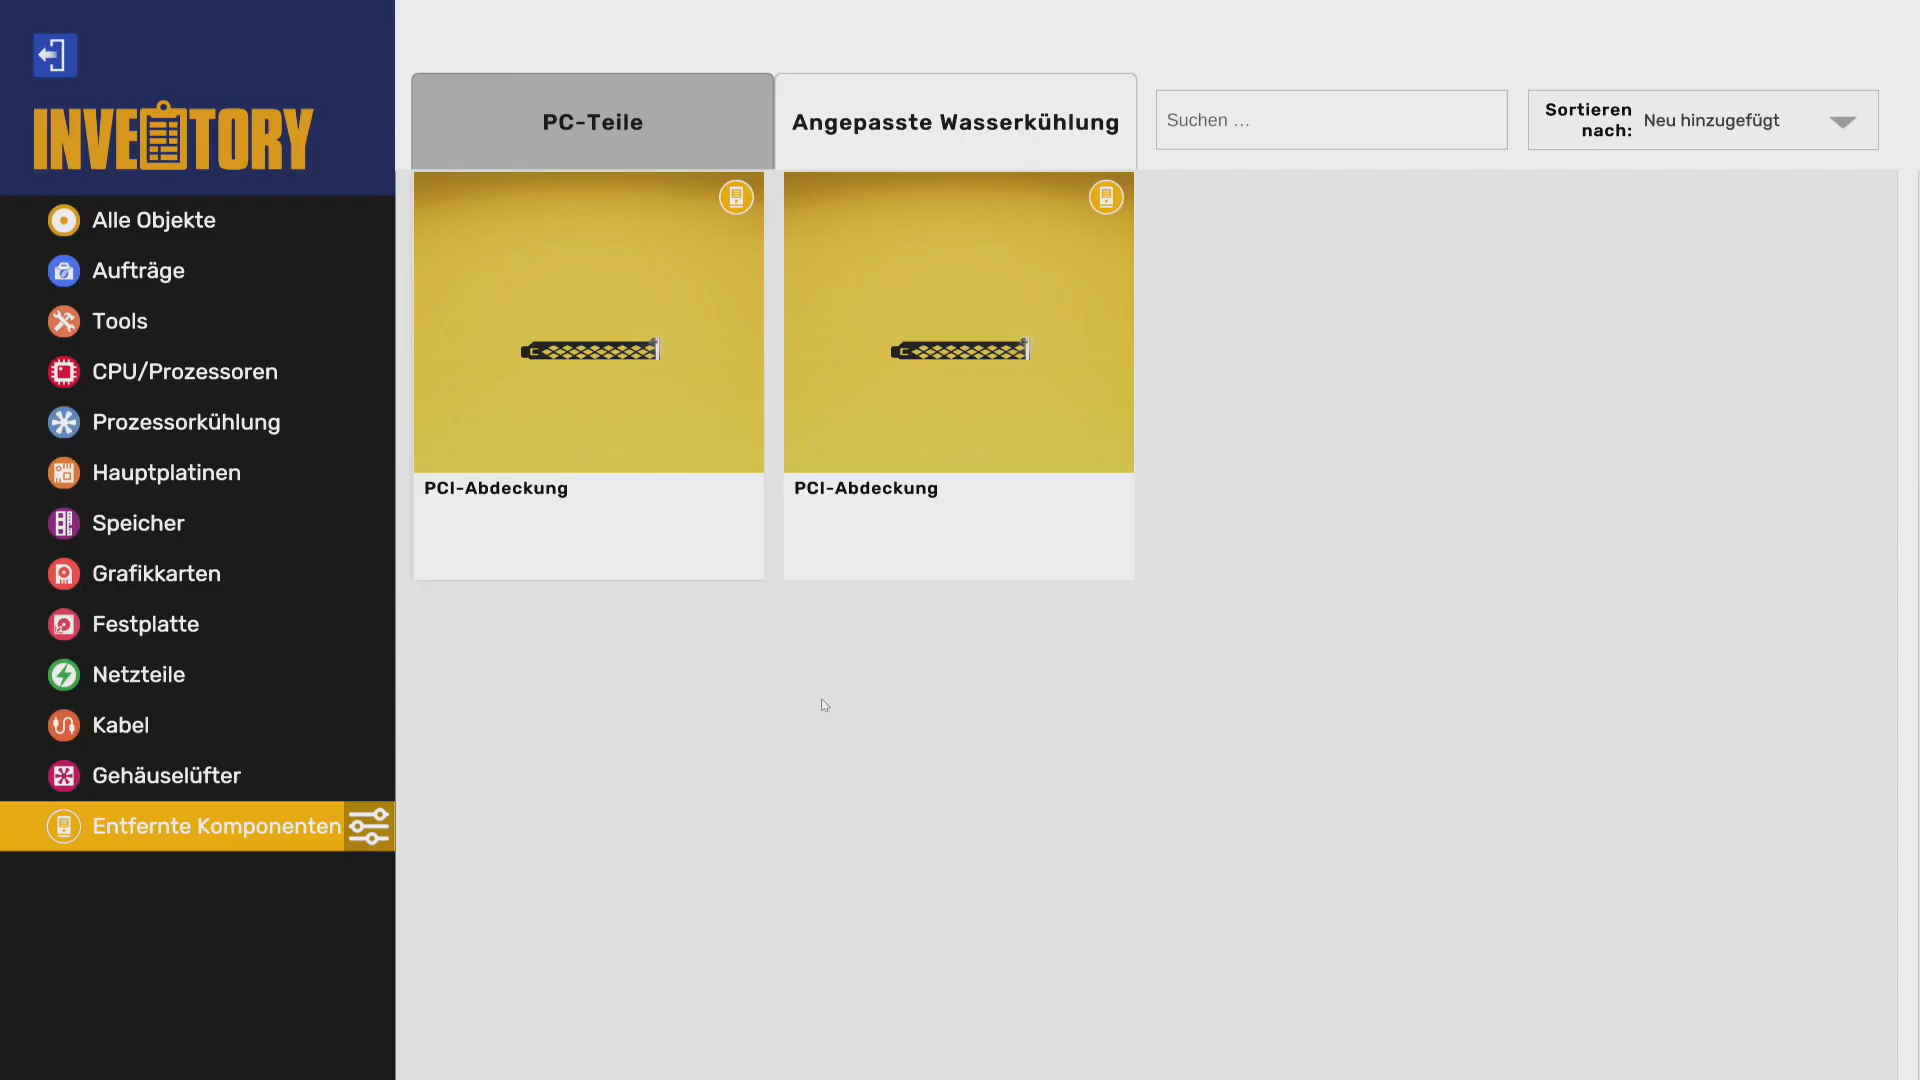 INVENTORY
Alle Objekte
Aufträge
Tools
CPU/Prozessoren
Prozessorkühlung
Hauptplatinen
Speicher
Grafikkarten
Festplatte
Netzteile
Kabel
Gehäuselüfter
Entfernte Komponenten
PC-Teile
Angepasste Wasserkühlung
Suchen ...
Sortieren
nach:
Neu hinzugefügt
PCI-Abdeckung
PCI-Abdeckung